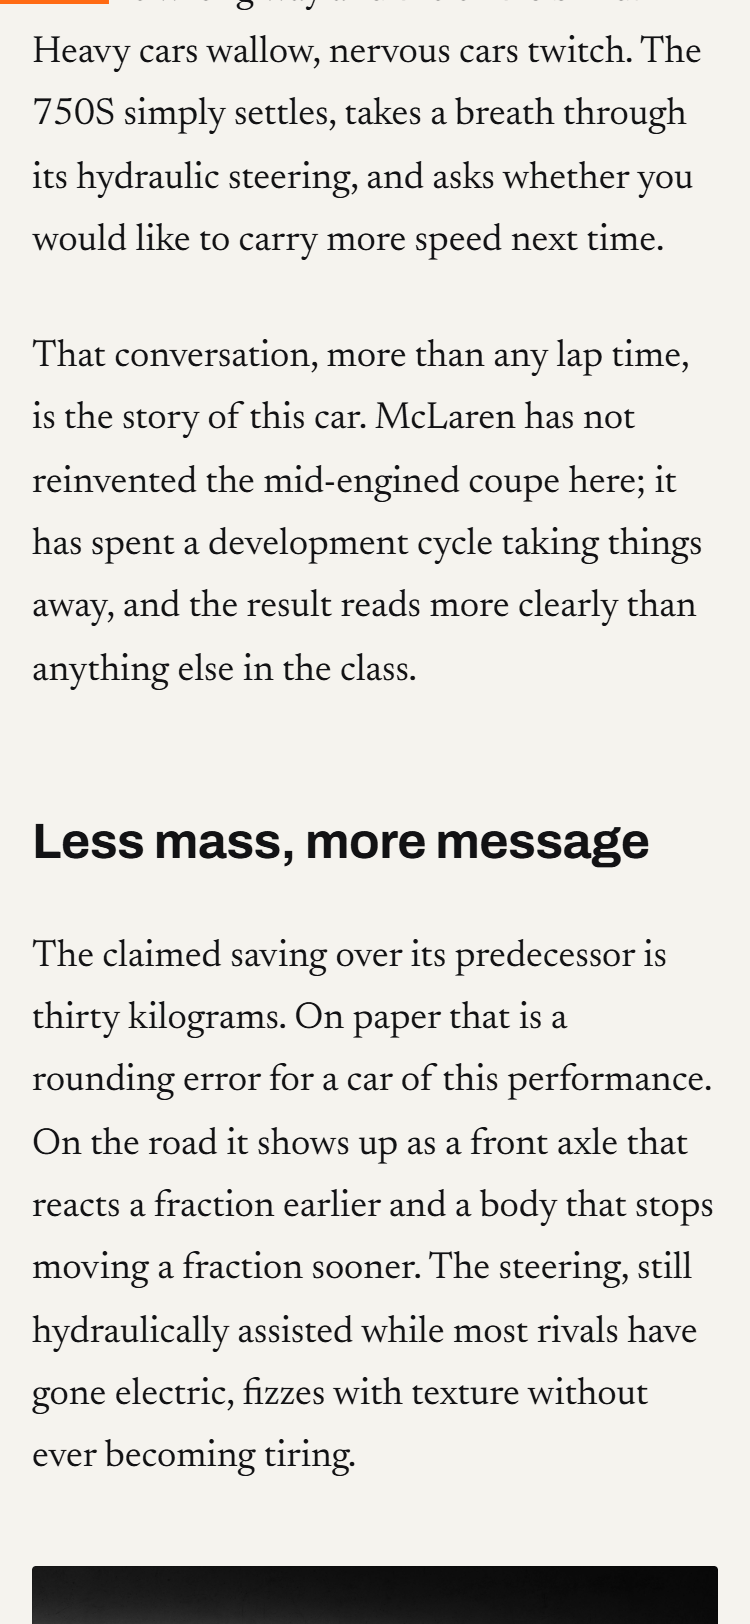 Heavy cars wallow, nervous cars twitch. The
750S simply settles, takes a breath through
its hydraulic steering, and asks whether you
would like to carry more speed next time.
That conversation, more than any lap time,
is the story of this car. McLaren has not
reinvented the mid-engined coupe here; it
has spent a development cycle taking things
away, and the result reads more clearly than
anything else in the class.
Less mass, more message
The claimed saving over its predecessor is
thirty kilograms. On paper that is a
rounding error for a car of this performance.
On the road it shows up as a front axle that
reacts a fraction earlier and a body that stops
moving a fraction sooner. The steering, still
hydraulically assisted while most rivals have
gone electric, fizzes with texture without
ever becoming tiring.